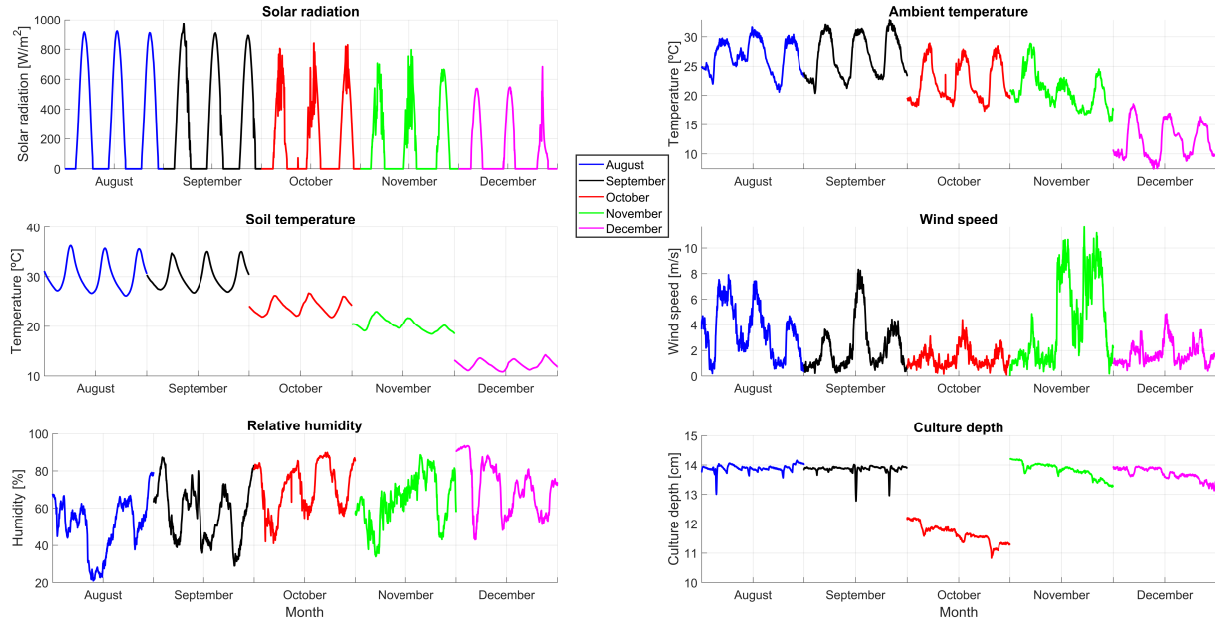 Solar radiation
Solar radiation [W/m2]
1000
800
600
400
200
0
August September October November December
Ambient temperature
Temperature [ºC]
30
25
20
15
10
August September October November December
August
September
October
November
December
Soil temperature
Temperature [ºC]
40
30
20
10
August September October November December
Wind speed
Wind speed [m/s]
10
8
6
4
2
0
August September October November December
Relative humidity
Humidity [%]
100
80
60
40
20
August September October November December
Month
Culture depth
Culture depth [cm]
15
14
13
12
11
10
August September October November December
Month